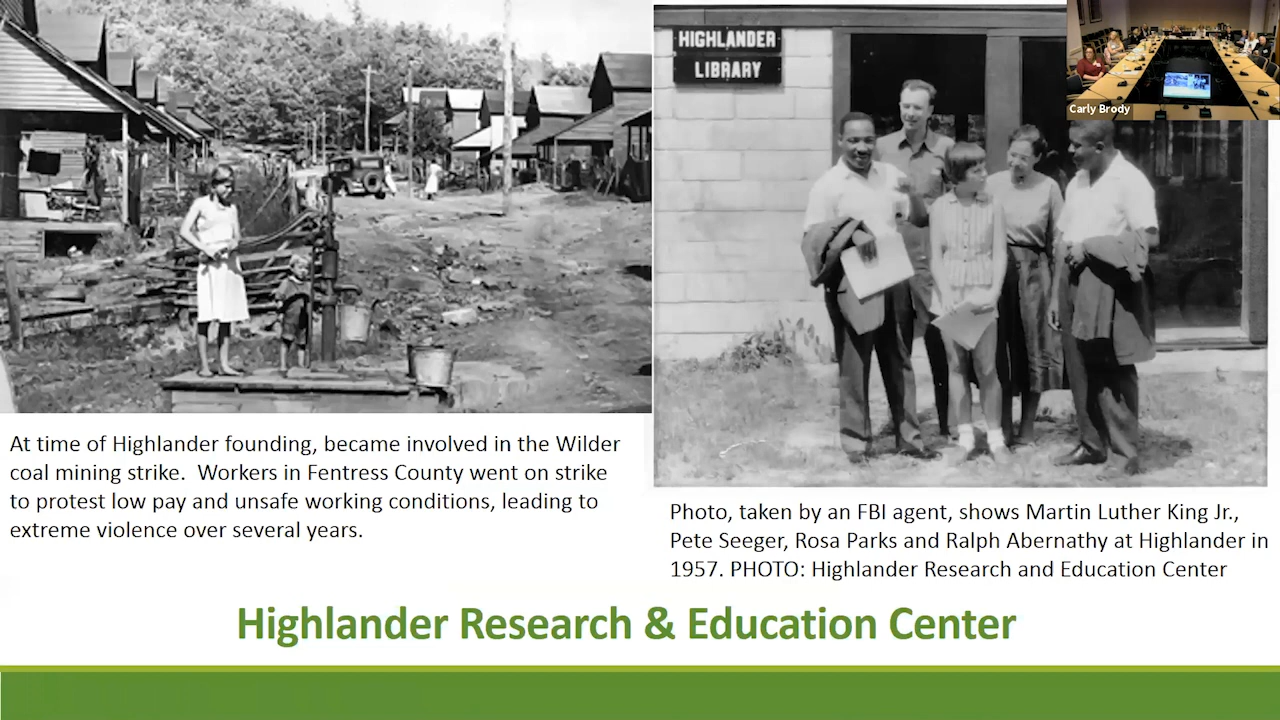 HIGHLANDER
LIBRARY
Carly Brody
At time of Highlander founding, became involved in the Wilder
coal mining strike. Workers in Fentress County went on strike
to protest low pay and unsafe working conditions, leading to
extreme violence over several years.
Photo, taken by an FBI agent, shows Martin Luther King Jr.,
Pete Seeger, Rosa Parks and Ralph Abernathy at Highlander in
1957. PHOTO: Highlander Research and Education Center
Highlander Research & Education Center